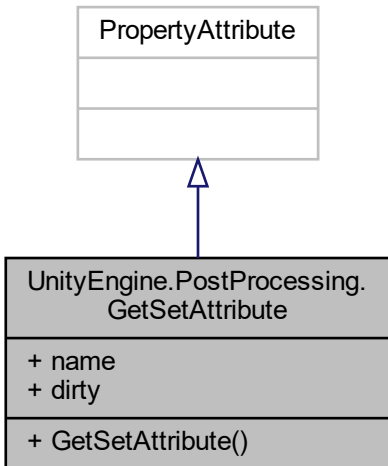 PropertyAttribute
UnityEngine.PostProcessing.
GetSetAttribute
+ name
+ dirty
+ GetSetAttribute()